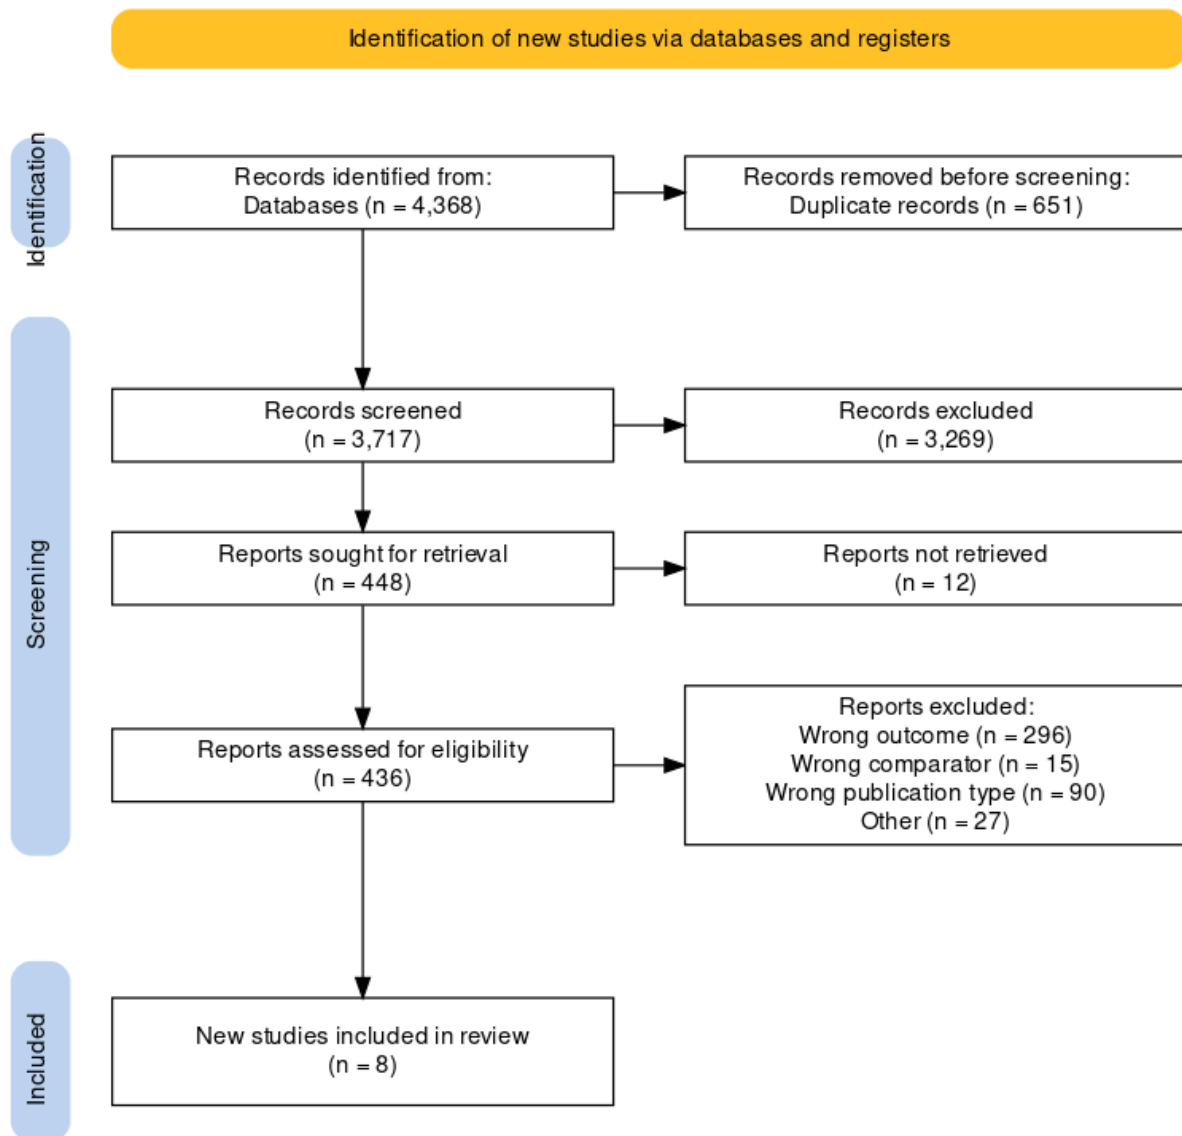 Identification of new studies via databases and registers
Identification
Records identified from:
Databases (n = 4,368)
Records removed before screening:
Duplicate records (n = 651)
Screening
Records screened
(n = 3,717)
Records excluded
(n = 3,269)
Reports sought for retrieval
(n = 448)
Reports not retrieved
(n = 12)
Reports assessed for eligibility
(n = 436)
Reports excluded:
Wrong outcome (n = 296)
Wrong comparator (n = 15)
Wrong publication type (n = 90)
Other (n = 27)
Included
New studies included in review
(n = 8)